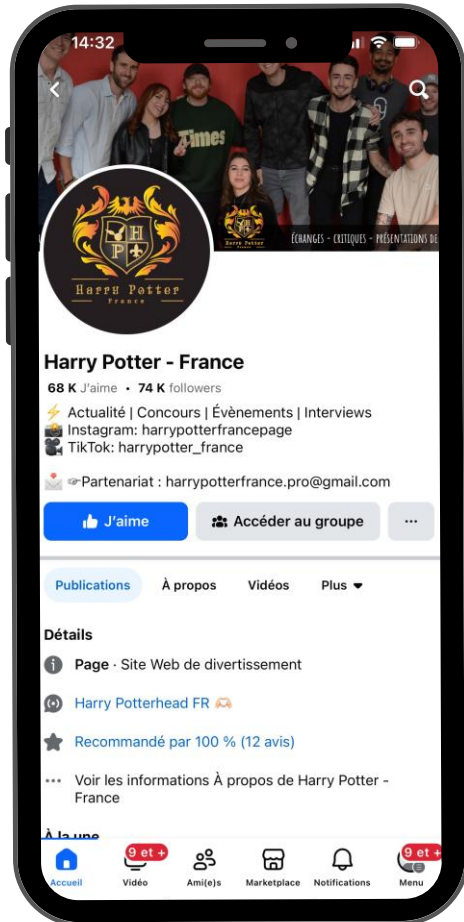 14:32
Times
ÉCHANGES - CRITIQUES - PRÉSENTATIONS DE
Harry Potter
France
H
P
Harry Potter
France
Harry Potter - France
68 K J'aime • 74 K followers
⚡ Actualité | Concours | Évènements | Interviews
📸 Instagram: harrypotterfrancepage
🎥 TikTok: harrypotter_france
📩 ☞Partenariat : harrypotterfrance.pro@gmail.com
J'aime
Accéder au groupe
Publications À propos Vidéos Plus
Détails
Page · Site Web de divertissement
Harry Potterhead FR 🫶🏻
Recommandé par 100 % (12 avis)
Voir les informations À propos de Harry Potter -
France
À la une
9 et + 9 et +
Accueil Vidéo Ami(e)s Marketplace Notifications Menu